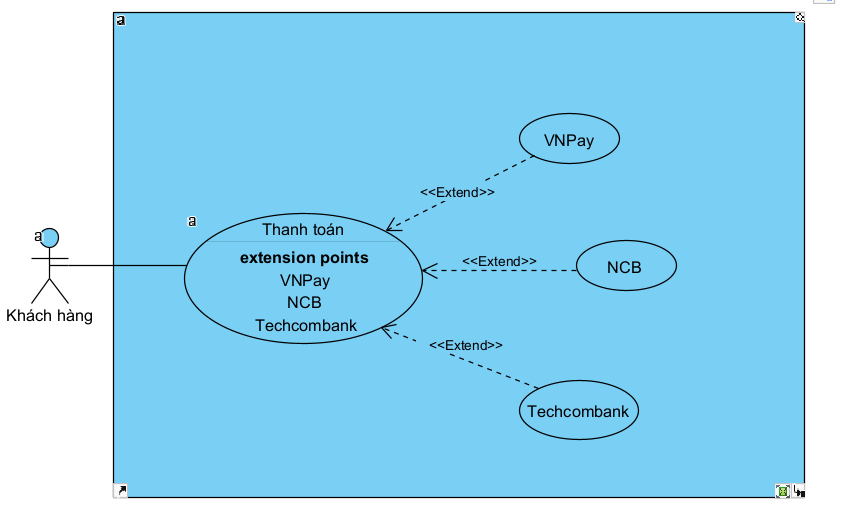 a
VNPay
<<Extend>>
a
Thanh toán
extension points
VNPay
NCB
Techcombank
<<Extend>>
NCB
a
Khách hàng
<<Extend>>
Techcombank